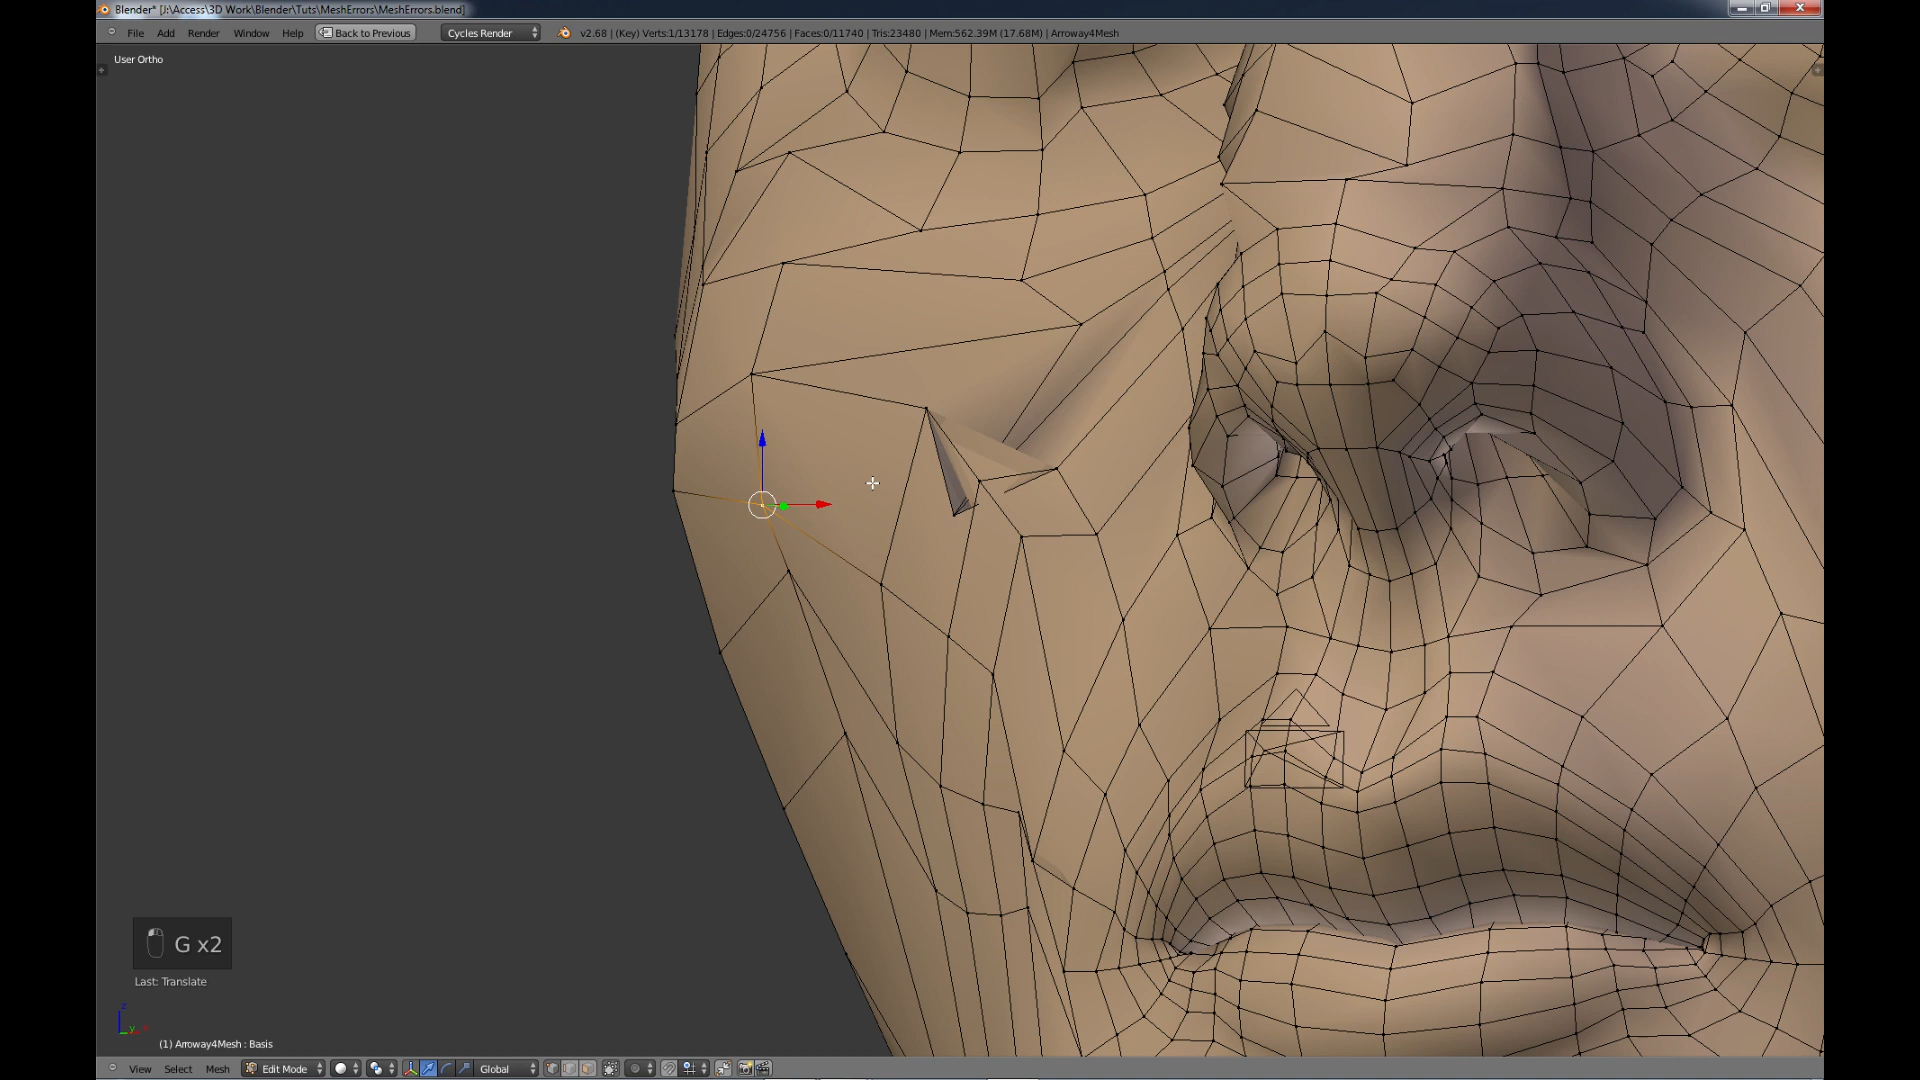 Blender* [J:\Access\3D Work\Blender\Tuts\MeshErrors\MeshErrors.blend]
File Add Render Window Help Back to Previous Cycles Render v2.68 | (Key) Verts:1/13178 | Edges:0/24756 | Faces:0/11740 | Tris:23480 | Mem:562.39M (17.68M) | Arroway4Mesh
User Ortho
G x2
Last: Translate
z
y x
(1) Arroway4Mesh : Basis
View Select Mesh Edit Mode Global